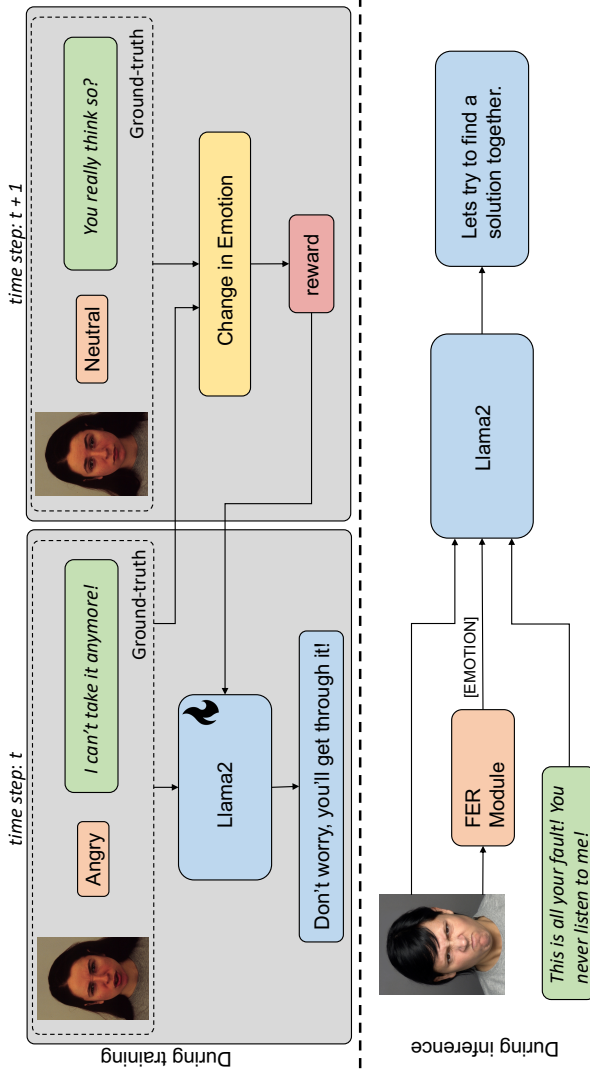 During training
time step: t
Angry
I can't take it anymore!
Ground-truth
Llama2
Don't worry, you'll get through it!
time step: t + 1
Neutral
You really think so?
Ground-truth
Change in Emotion
reward
During inference
FER
Module
[EMOTION]
This is all your fault! You
never listen to me!
Llama2
Lets try to find a
solution together.